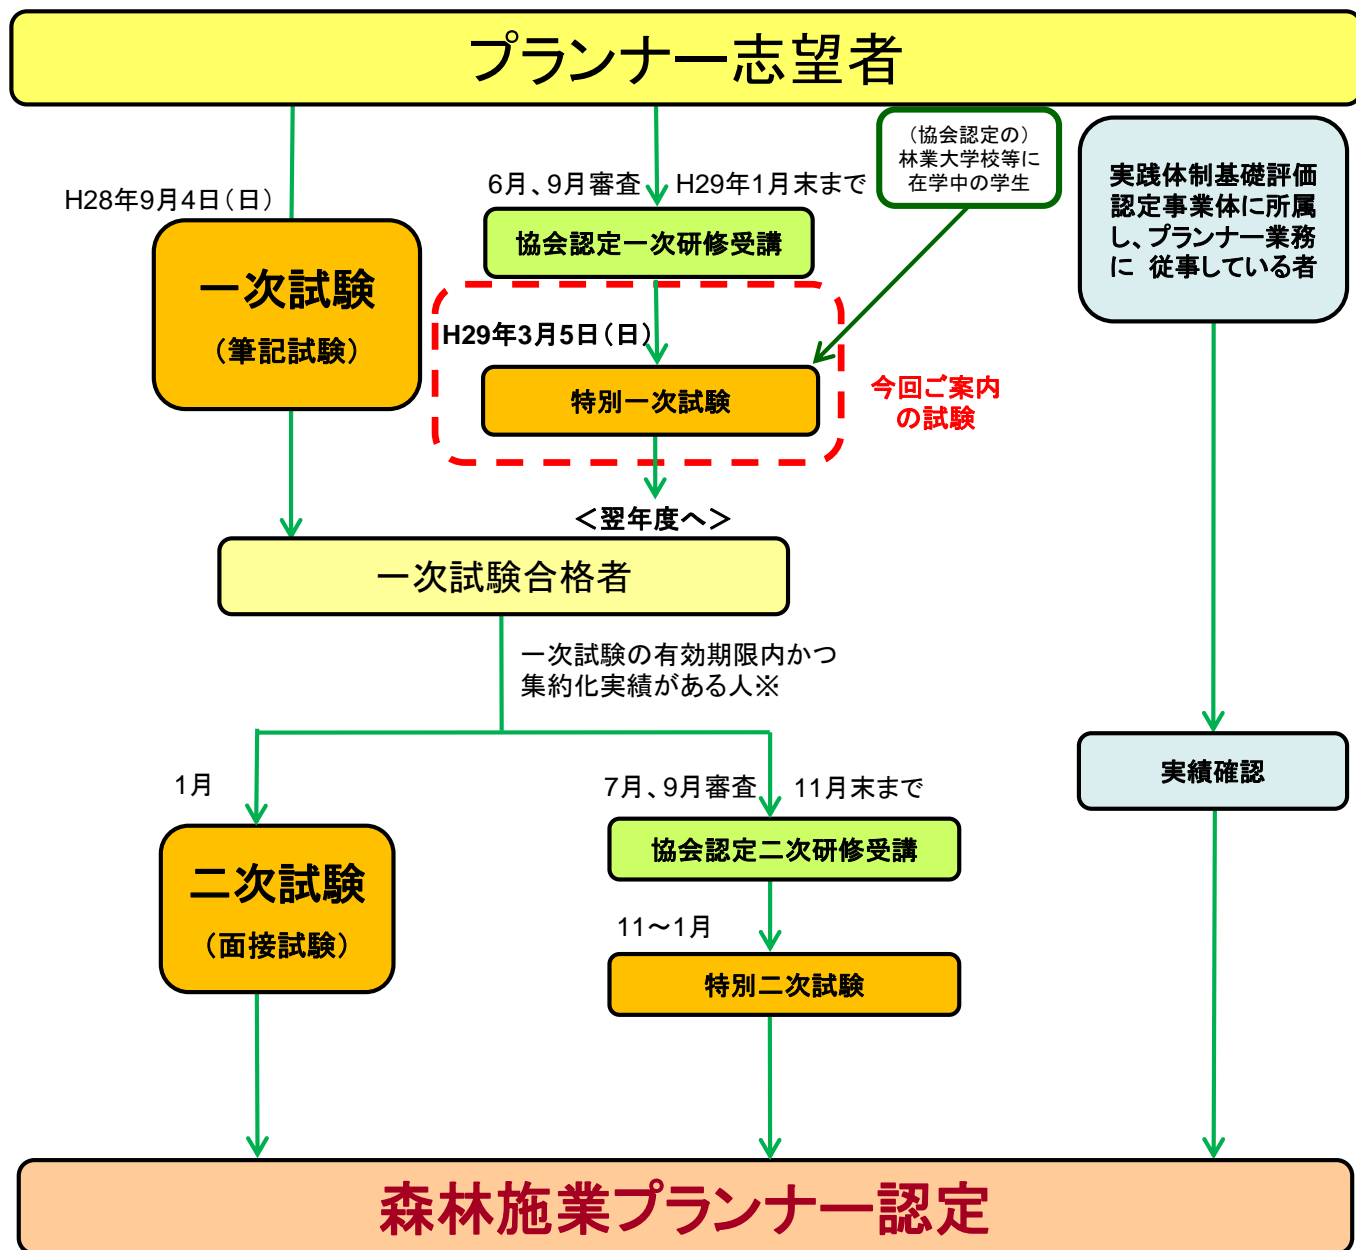 プランナー志望者
（協会認定の）
林業大学校等に
在学中の学生
実践体制基礎評価
認定事業体に所属
し、プランナー業務
に 従事している者
6月、9月審査
H29年1月末まで
H28年9月4日（日）
協会認定一次研修受講
一次試験
（筆記試験）
H29年3月5日（日）
特別一次試験
今回ご案内
の試験
＜翌年度へ＞
一次試験合格者
一次試験の有効期限内かつ
集約化実績がある人※
1月
7月、9月審査
11月末まで
実績確認
協会認定二次研修受講
二次試験
（面接試験）
11～1月
特別二次試験
森林施業プランナー認定